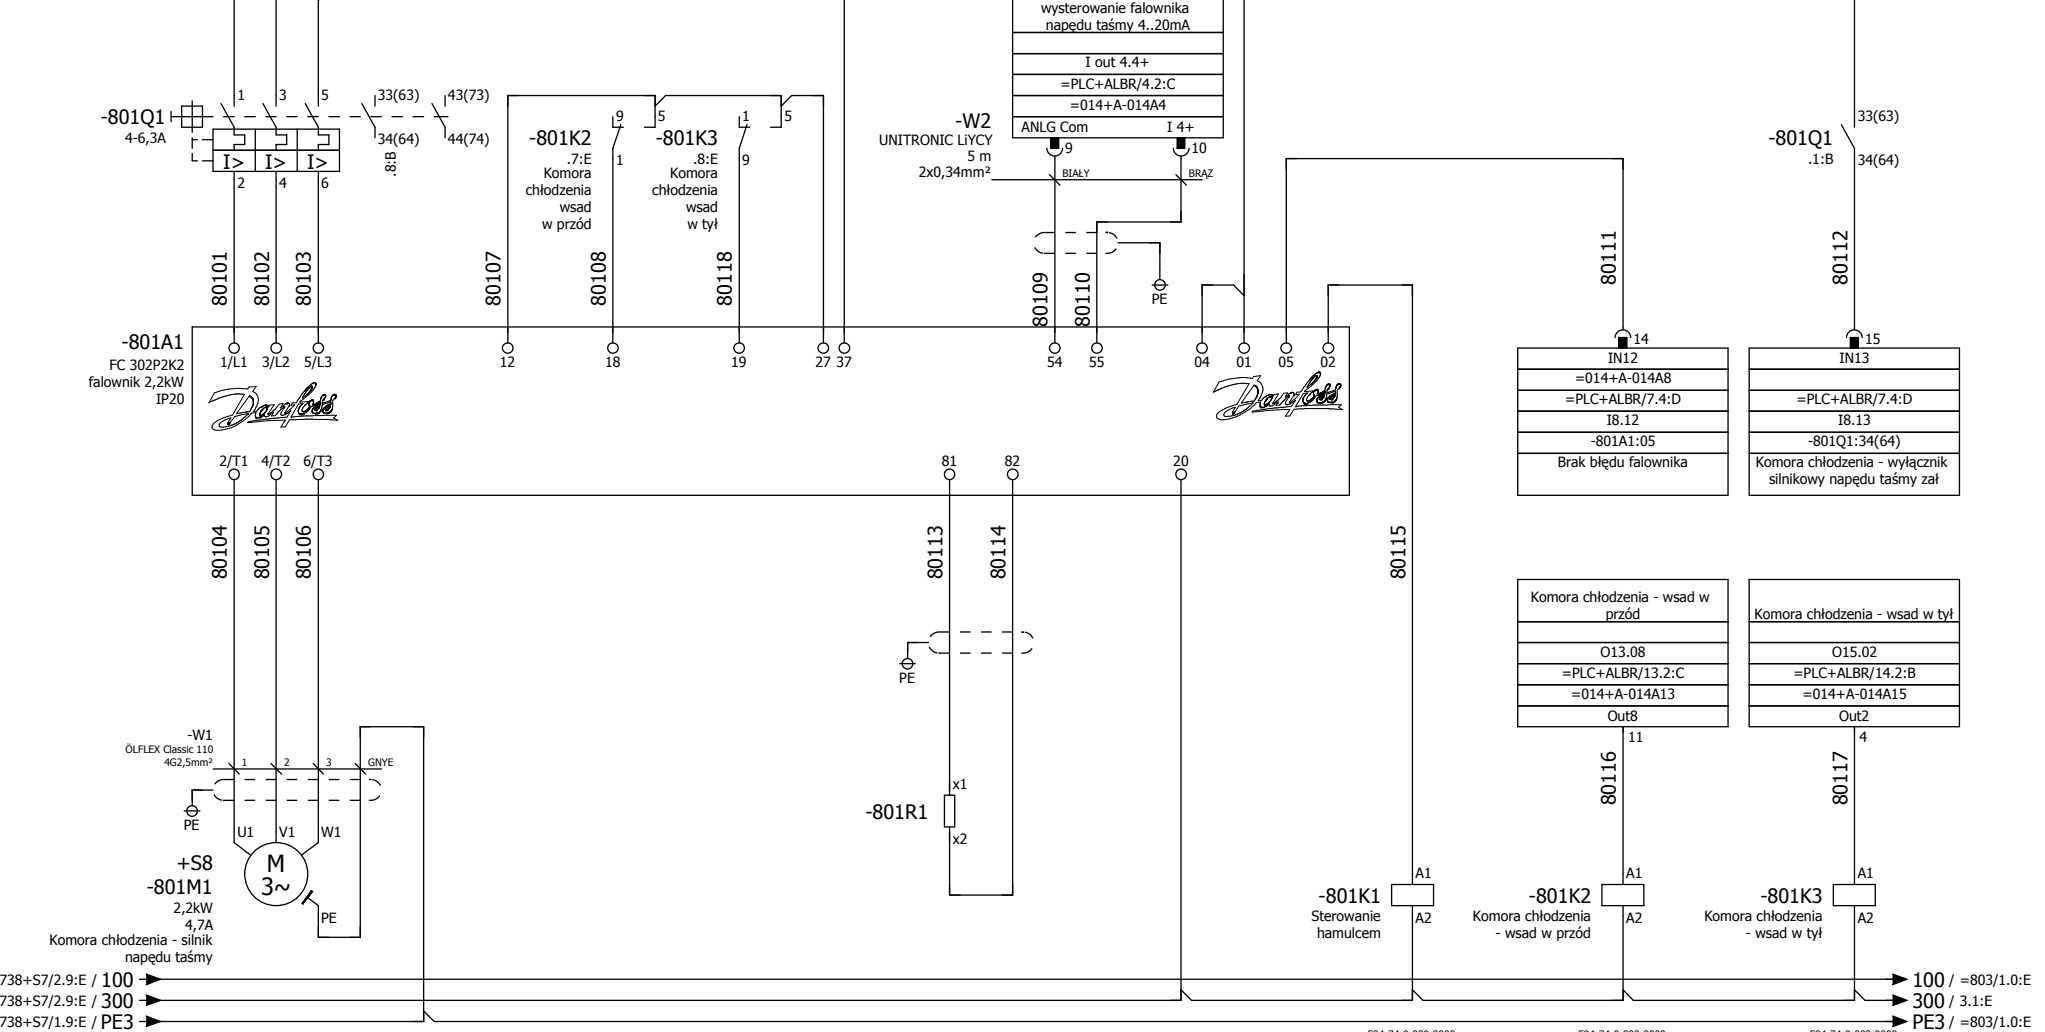 wysterowanie falownika
napędu taśmy 4..20mA
I out 4.4+
=PLC+ALBR/4.2:C
=014+A-014A4
ANLG Com
I 4+
9
10
-W2
UNITRONIC LiYCY
5 m
2x0,34mm²
BIAŁY
BRĄZ
PE
-801Q1
4-6,3A
1
3
5
I>
I>
I>
2
4
6
33(63)
34(64)
.8:B
43(73)
44(74)
-801K2
.7:E
Komora
chłodzenia
wsad
w przód
9
5
1
-801K3
.8:E
Komora
chłodzenia
wsad
w tył
1
5
9
-801Q1
.1:B
33(63)
34(64)
80101
80102
80103
80107
80108
80118
80109
80110
80111
80112
-801A1
FC 302P2K2
falownik 2,2kW
IP20
1/L1
3/L2
5/L3
12
18
19
27
37
54
55
04
01
05
02
Danfoss
Danfoss
2/T1
4/T2
6/T3
81
82
20
14
IN12
=014+A-014A8
=PLC+ALBR/7.4:D
I8.12
-801A1:05
Brak błędu falownika
15
IN13
=PLC+ALBR/7.4:D
I8.13
-801Q1:34(64)
Komora chłodzenia - wyłącznik
silnikowy napędu taśmy zał
80104
80105
80106
80113
80114
80115
PE
Komora chłodzenia - wsad w
przód
O13.08
=PLC+ALBR/13.2:C
=014+A-014A13
Out8
11
80116
Komora chłodzenia - wsad w tył
O15.02
=PLC+ALBR/14.2:B
=014+A-014A15
Out2
4
80117
-W1
ÖLFLEX Classic 110
4G2,5mm²
1
2
3
GNYE
PE
U1
V1
W1
M
3~
PE
+S8
-801M1
2,2kW
4,7A
Komora chłodzenia - silnik
napędu taśmy
-801R1
x1
x2
-801K1
Sterowanie
hamulcem
A1
A2
-801K2
Komora chłodzenia
- wsad w przód
A1
A2
-801K3
Komora chłodzenia
- wsad w tył
A1
A2
738+S7/2.9:E / 100
738+S7/2.9:E / 300
738+S7/1.9:E / PE3
100 / =803/1.0:E
300 / 3.1:E
PE3 / =803/1.0:E